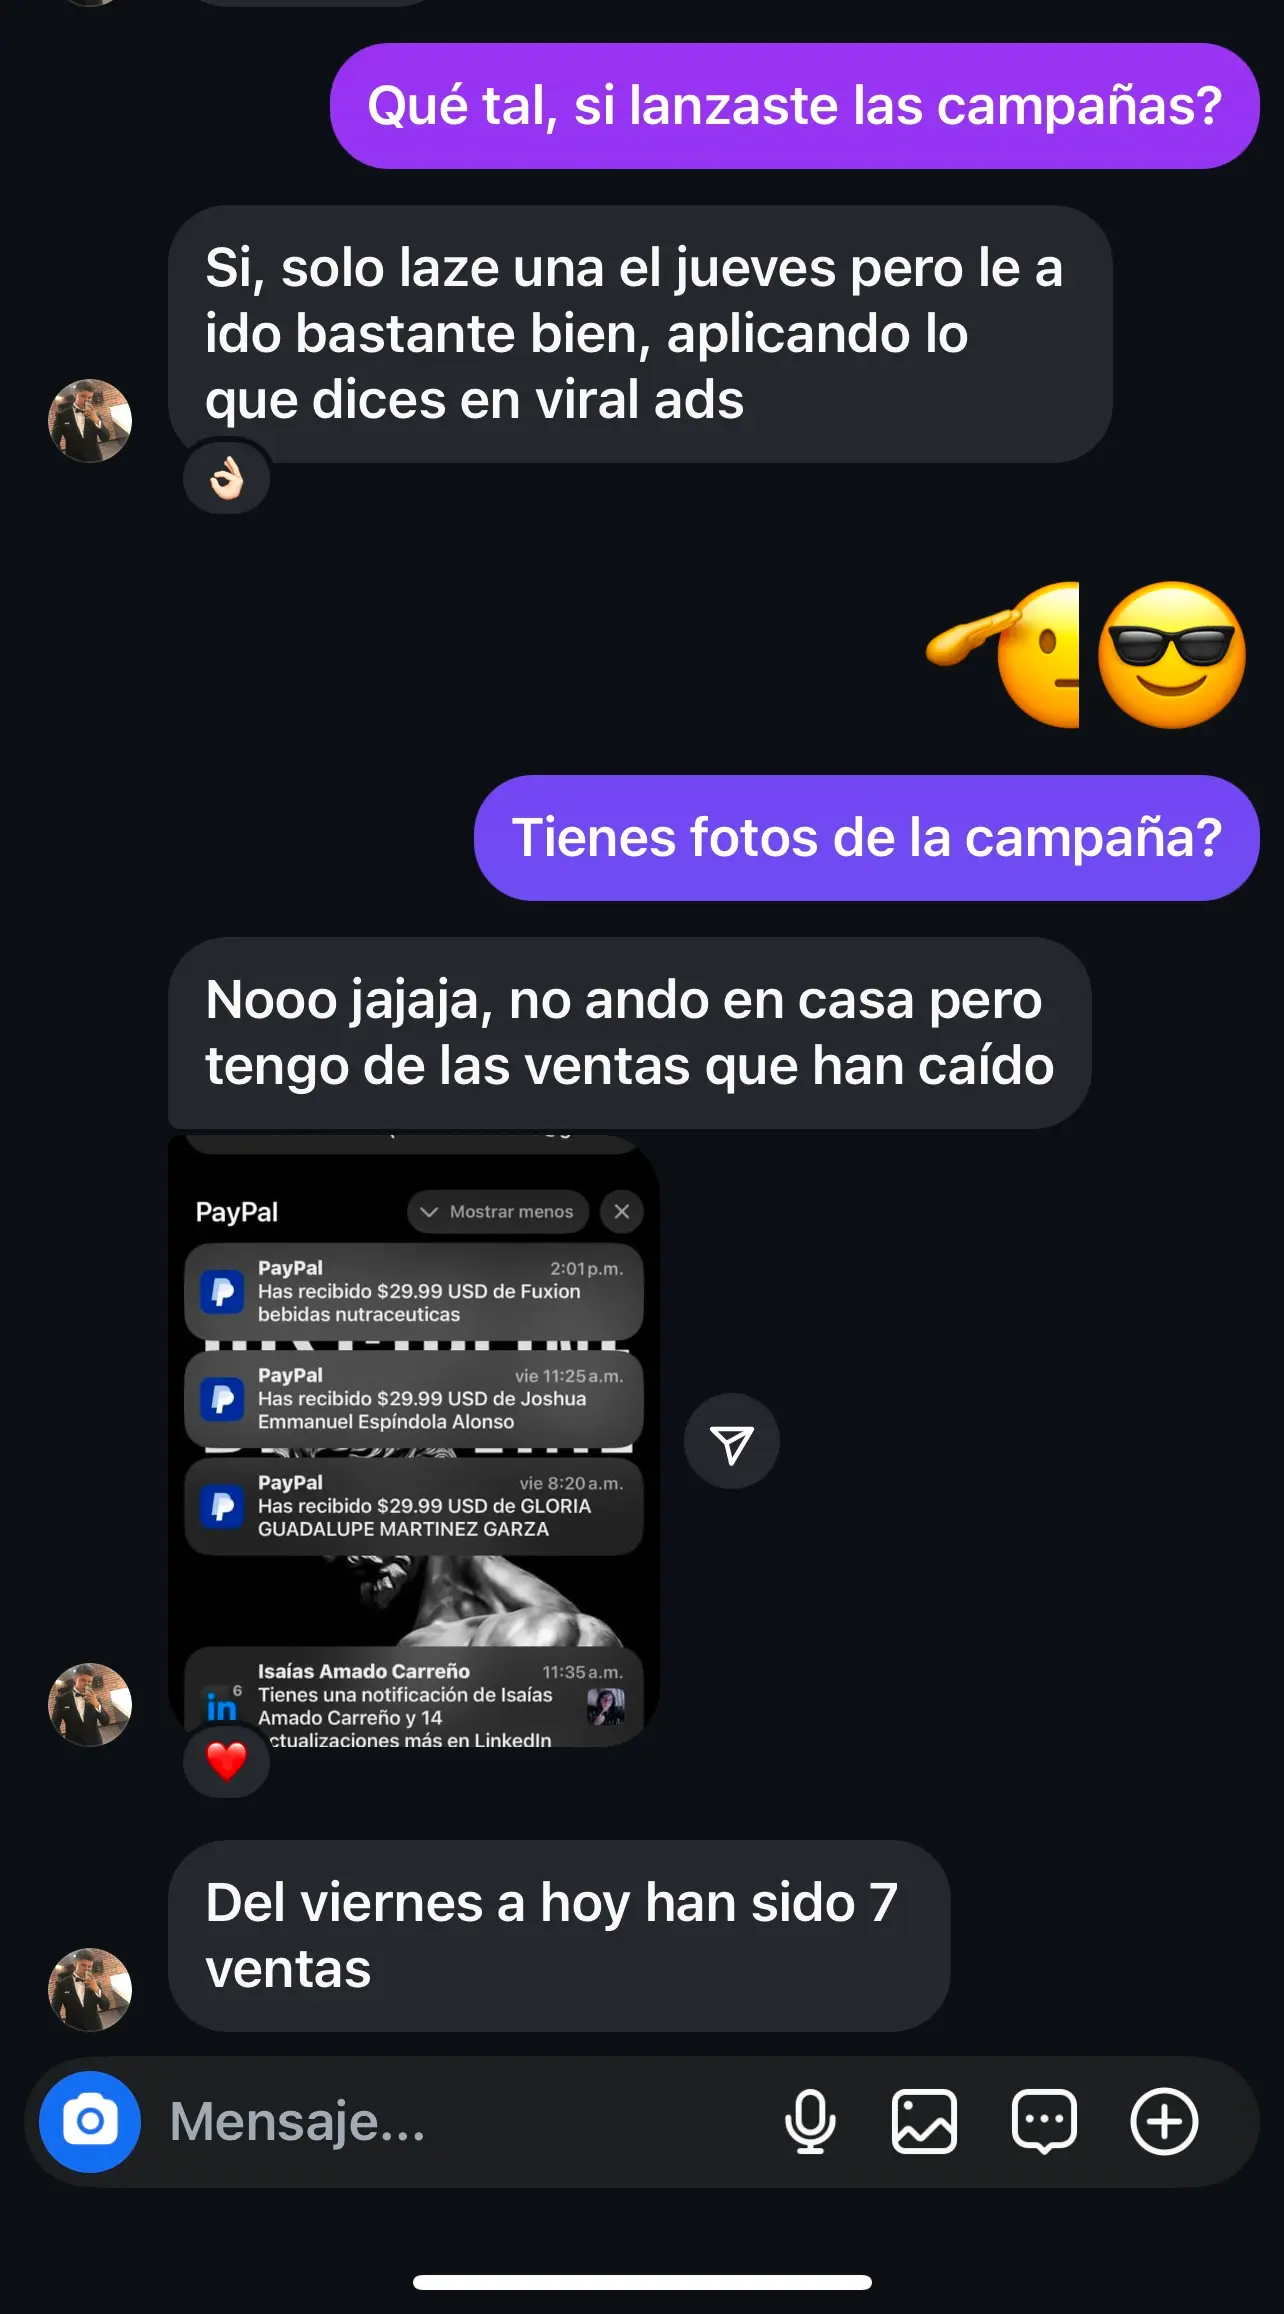 Qué tal, si lanzaste las campañas?
Si, solo laze una el jueves pero le a
ido bastante bien, aplicando lo
que dices en viral ads
Tienes fotos de la campaña?
Nooo jajaja, no ando en casa pero
tengo de las ventas que han caído
PayPal
Mostrar menos
PayPal 2:01 p.m.
Has recibido $29.99 USD de Fuxion
bebidas nutraceuticas
PayPal vie 11:25 a.m.
Has recibido $29.99 USD de Joshua
Emmanuel Espíndola Alonso
PayPal vie 8:20 a.m.
Has recibido $29.99 USD de GLORIA
GUADALUPE MARTINEZ GARZA
Isaías Amado Carreño 11:35 a.m.
in 6
Tienes una notificación de Isaías
Amado Carreño y 14
ctualizaciones más en LinkedIn
Del viernes a hoy han sido 7
ventas
Mensaje...